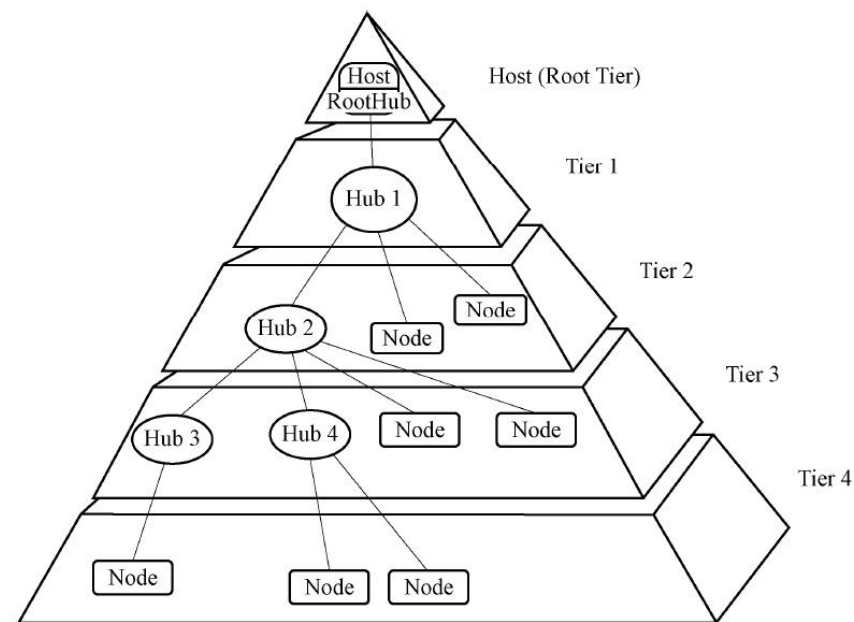 Host
RootHub
Host (Root Tier)
Hub 1
Tier 1
Hub 2
Node
Node
Tier 2
Hub 3
Hub 4
Node
Node
Tier 3
Node
Node
Node
Tier 4